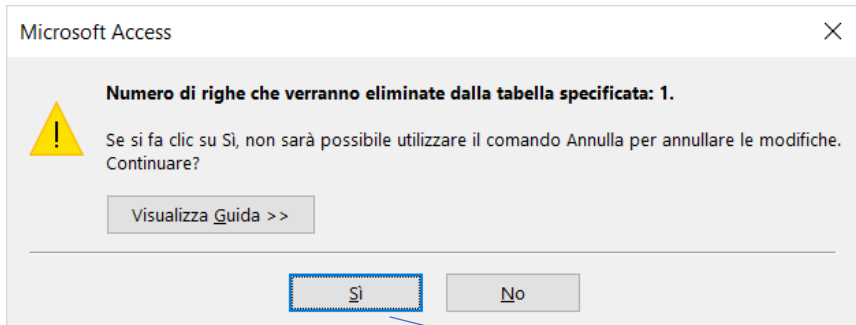 Microsoft Access
Numero di righe che verranno eliminate dalla tabella specificata: 1.
Se si fa clic su Sì, non sarà possibile utilizzare il comando Annulla per annullare le modifiche.
Continuare?
Visualizza Guida >>
Sì
No